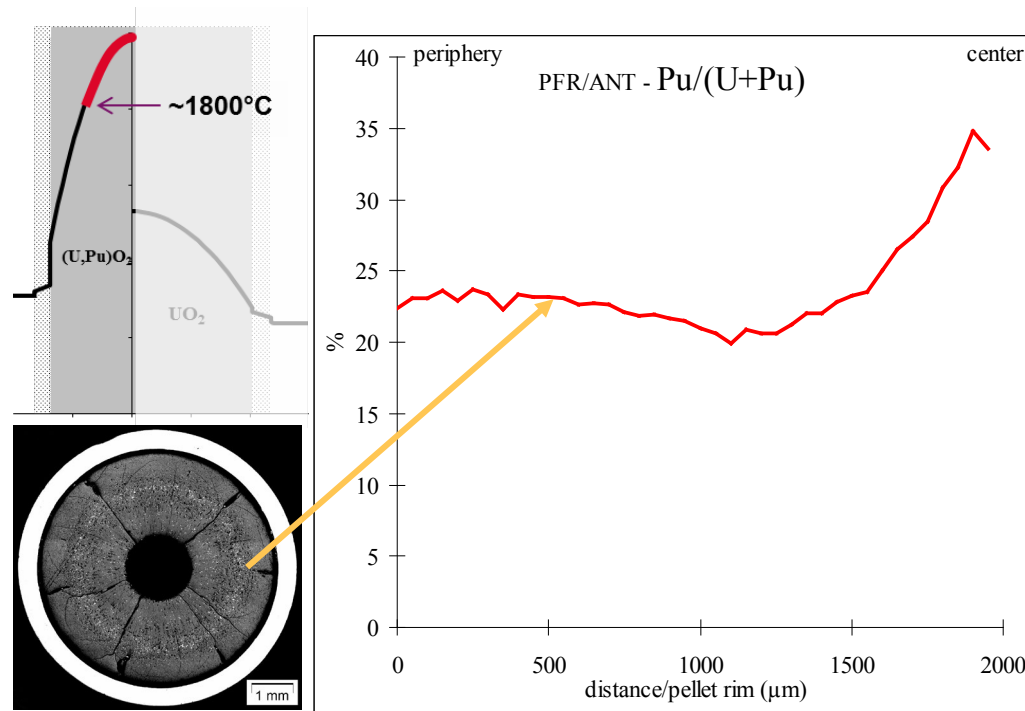 ~1800°C
(U,Pu)O₂
UO₂
1 mm
periphery
center
PFR/ANT - Pu/(U+Pu)
40
35
30
25
20
15
10
5
0
%
0 500 1000 1500 2000
distance/pellet rim (µm)